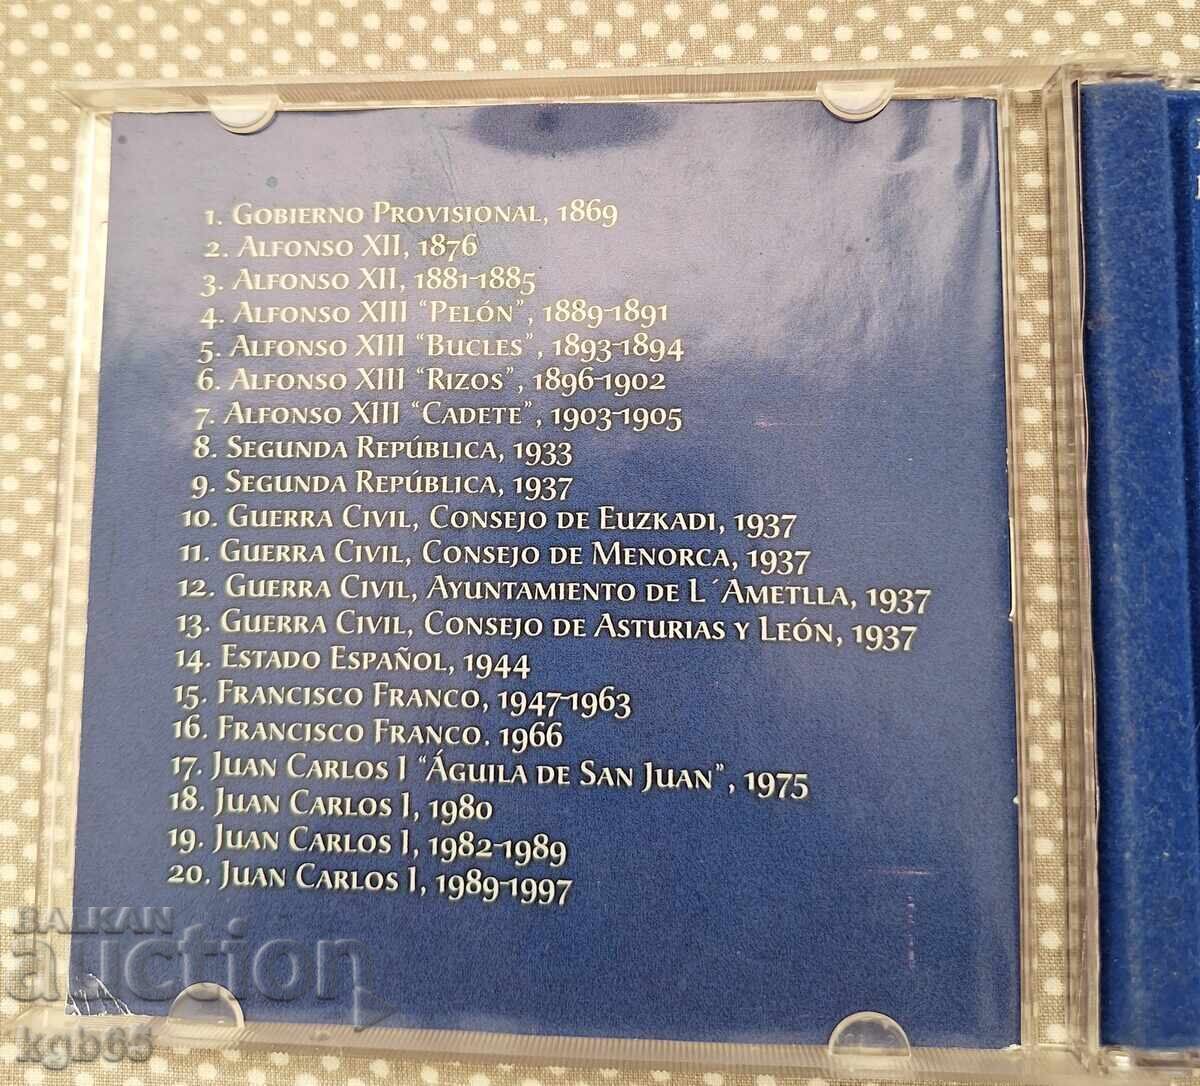 1. Gobierno Provisional, 1869
2. Alfonso XII, 1876
3. Alfonso XII, 1881-1885
4. Alfonso XIII "Pelón", 1889-1891
5. Alfonso XIII "Bucles", 1893-1894
6. Alfonso XIII "Rizos", 1896-1902
7. Alfonso XIII "Cadete", 1903-1905
8. Segunda República, 1933
9. Segunda República, 1937
10. Guerra Civil, Consejo de Euzkadi, 1937
11. Guerra Civil, Consejo de Menorca, 1937
12. Guerra Civil, Ayuntamiento de L´Ametlla, 1937
13. Guerra Civil, Consejo de Asturias y León, 1937
14. Estado Español, 1944
15. Francisco Franco, 1947-1963
16. Francisco Franco. 1966
17. Juan Carlos I "Águila de San Juan", 1975
18. Juan Carlos I, 1980
19. Juan Carlos I, 1982-1989
20. Juan Carlos I, 1989-1997
BALKAN
auction
kgb65